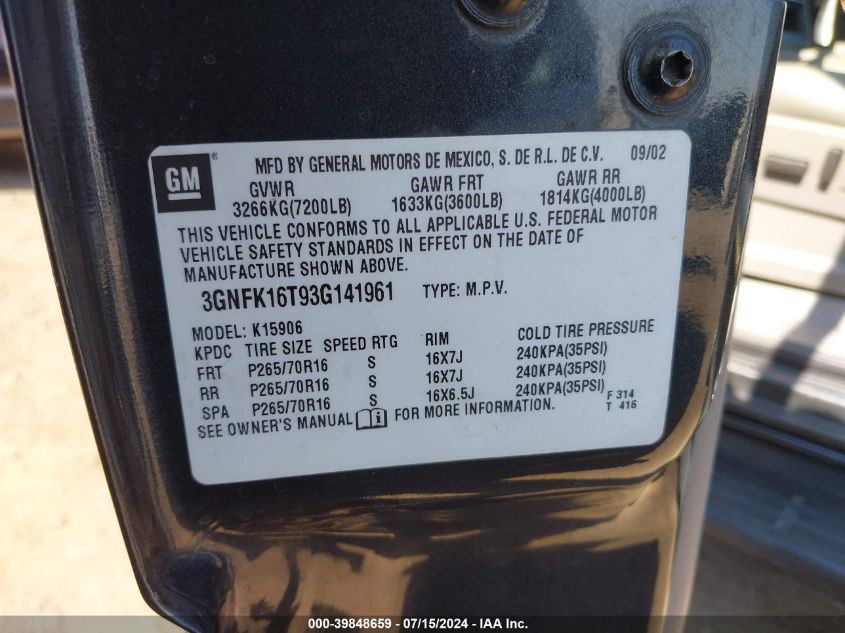 GM
MFD BY GENERAL MOTORS DE MEXICO, S. DE R.L. DE C.V. 09/02
GVWR GAWR FRT GAWR RR
3266KG(7200LB) 1633KG(3600LB) 1814KG(4000LB)
THIS VEHICLE CONFORMS TO ALL APPLICABLE U.S. FEDERAL MOTOR
VEHICLE SAFETY STANDARDS IN EFFECT ON THE DATE OF
MANUFACTURE SHOWN ABOVE.
3GNFK16T93G141961 TYPE: M.P.V.
MODEL: K15906
KPDC TIRE SIZE SPEED RTG RIM COLD TIRE PRESSURE
FRT P265/70R16 S 16X7J 240KPA(35PSI)
RR P265/70R16 S 16X7J 240KPA(35PSI)
SPA P265/70R16 S 16X6.5J 240KPA(35PSI)
SEE OWNER'S MANUAL FOR MORE INFORMATION.
F 314
T 416
000-39848659 - 07/15/2024 - IAA Inc.